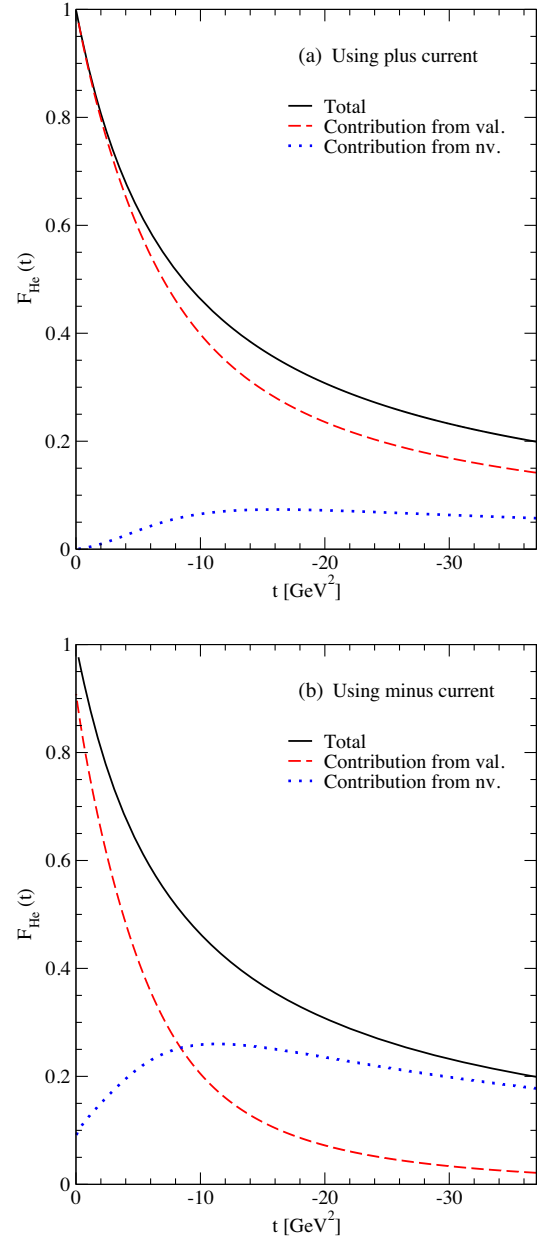 1
(a) Using plus current
Total
0.8
Contribution from val.
Contribution from nv.
0.6
F_He (t)
0.4
0.2
0
0 -10 -20 -30
t [GeV^2]
1
(b) Using minus current
Total
0.8
Contribution from val.
Contribution from nv.
0.6
F_He (t)
0.4
0.2
0
0 -10 -20 -30
t [GeV^2]